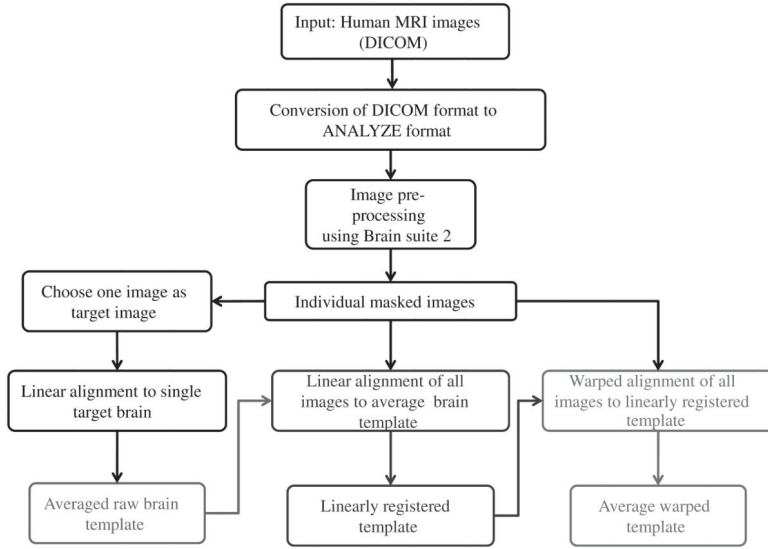 Input: Human MRI images
(DICOM)
Conversion of DICOM format to
ANALYZE format
Image pre-
processing
using Brain suite 2
Choose one image as
target image
Individual masked images
Linear alignment to single
target brain
Linear alignment of all
images to average brain
template
Warped alignment of all
images to linearly registered
template
Averaged raw brain
template
Linearly registered
template
Average warped
template